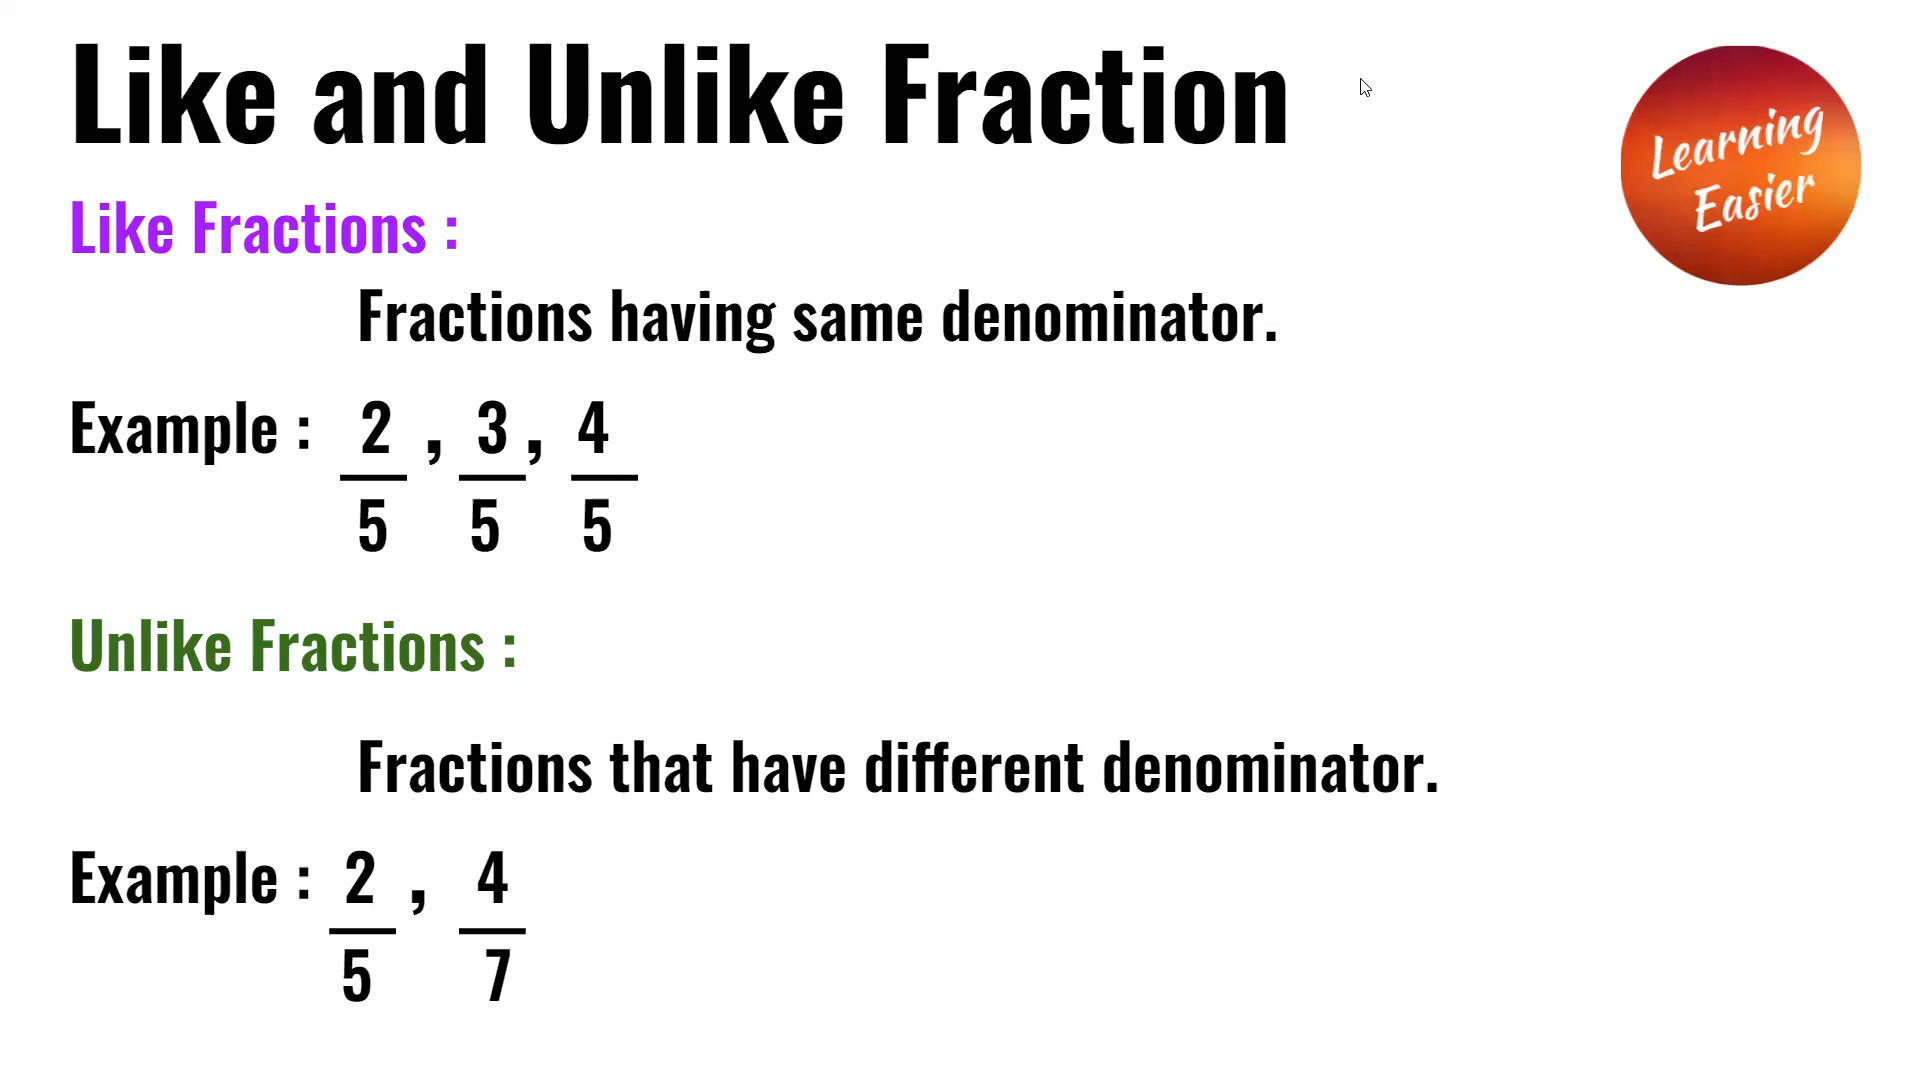 Like and Unlike Fraction
Learning
Easier
Like Fractions :
Fractions having same denominator.
Example : 2 , 3 , 4
5 5 5
Unlike Fractions :
Fractions that have different denominator.
Example : 2 , 4
5 7